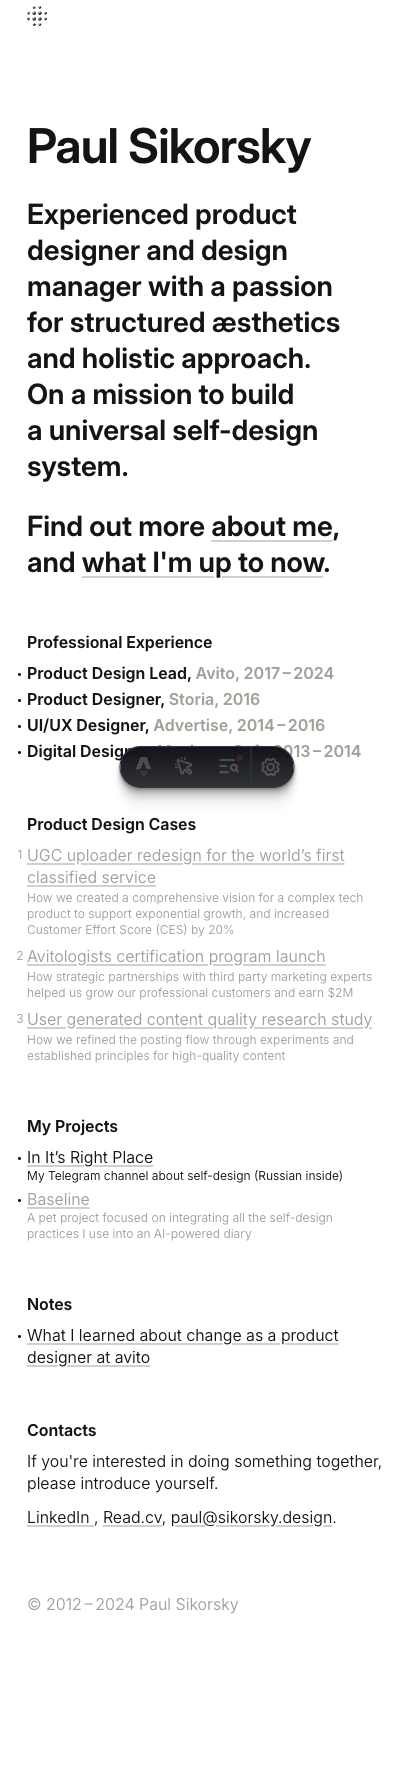 Paul Sikorsky
Experienced product
designer and design
manager with a passion
for structured æsthetics
and holistic approach.
On a mission to build
a universal self-design
system.
Find out more about me,
and what I'm up to now.
Professional Experience
• Product Design Lead, Avito, 2017 – 2024
• Product Designer, Storia, 2016
• UI/UX Designer, Advertise, 2014 – 2016
• Digital 2013 – 2014
Product Design Cases
1 UGC uploader redesign for the world’s first
classified service
How we created a comprehensive vision for a complex tech
product to support exponential growth, and increased
Customer Effort Score (CES) by 20%
2 Avitologists certification program launch
How strategic partnerships with third party marketing experts
helped us grow our professional customers and earn $2M
3 User generated content quality research study
How we refined the posting flow through experiments and
established principles for high-quality content
My Projects
• In It’s Right Place
My Telegram channel about self-design (Russian inside)
• Baseline
A pet project focused on integrating all the self-design
practices I use into an AI-powered diary
Notes
• What I learned about change as a product
designer at avito
Contacts
If you're interested in doing something together,
please introduce yourself.
LinkedIn , Read.cv, paul@sikorsky.design.
© 2012 – 2024 Paul Sikorsky